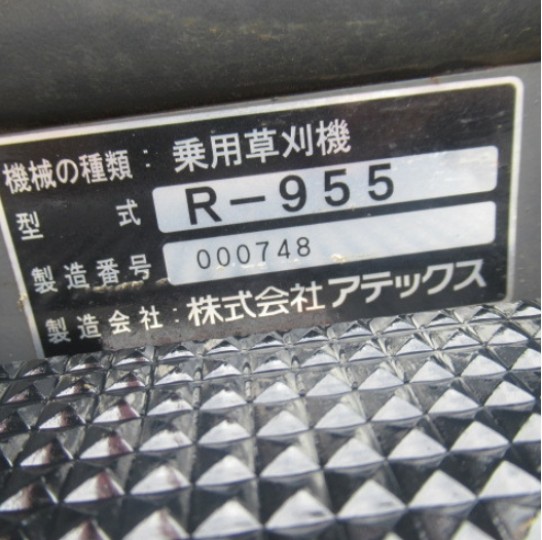 機械の種類：乗用草刈機
型式 R-955
製造番号 000748
製造会社：株式会社アテックス